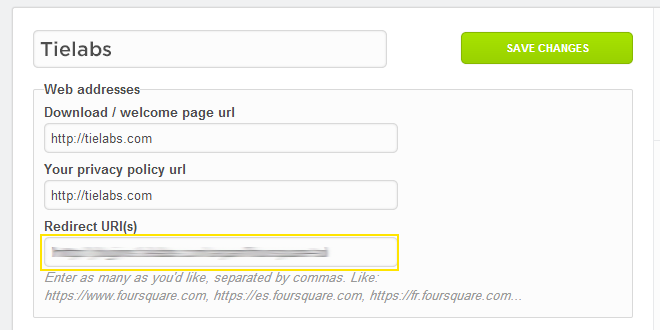 Tielabs
SAVE CHANGES
Web addresses
Download / welcome page url
http://tielabs.com
Your privacy policy url
http://tielabs.com
Redirect URI(s)
Enter as many as you'd like, separated by commas. Like:
https://www.foursquare.com, https://es.foursquare.com, https://fr.foursquare.com...